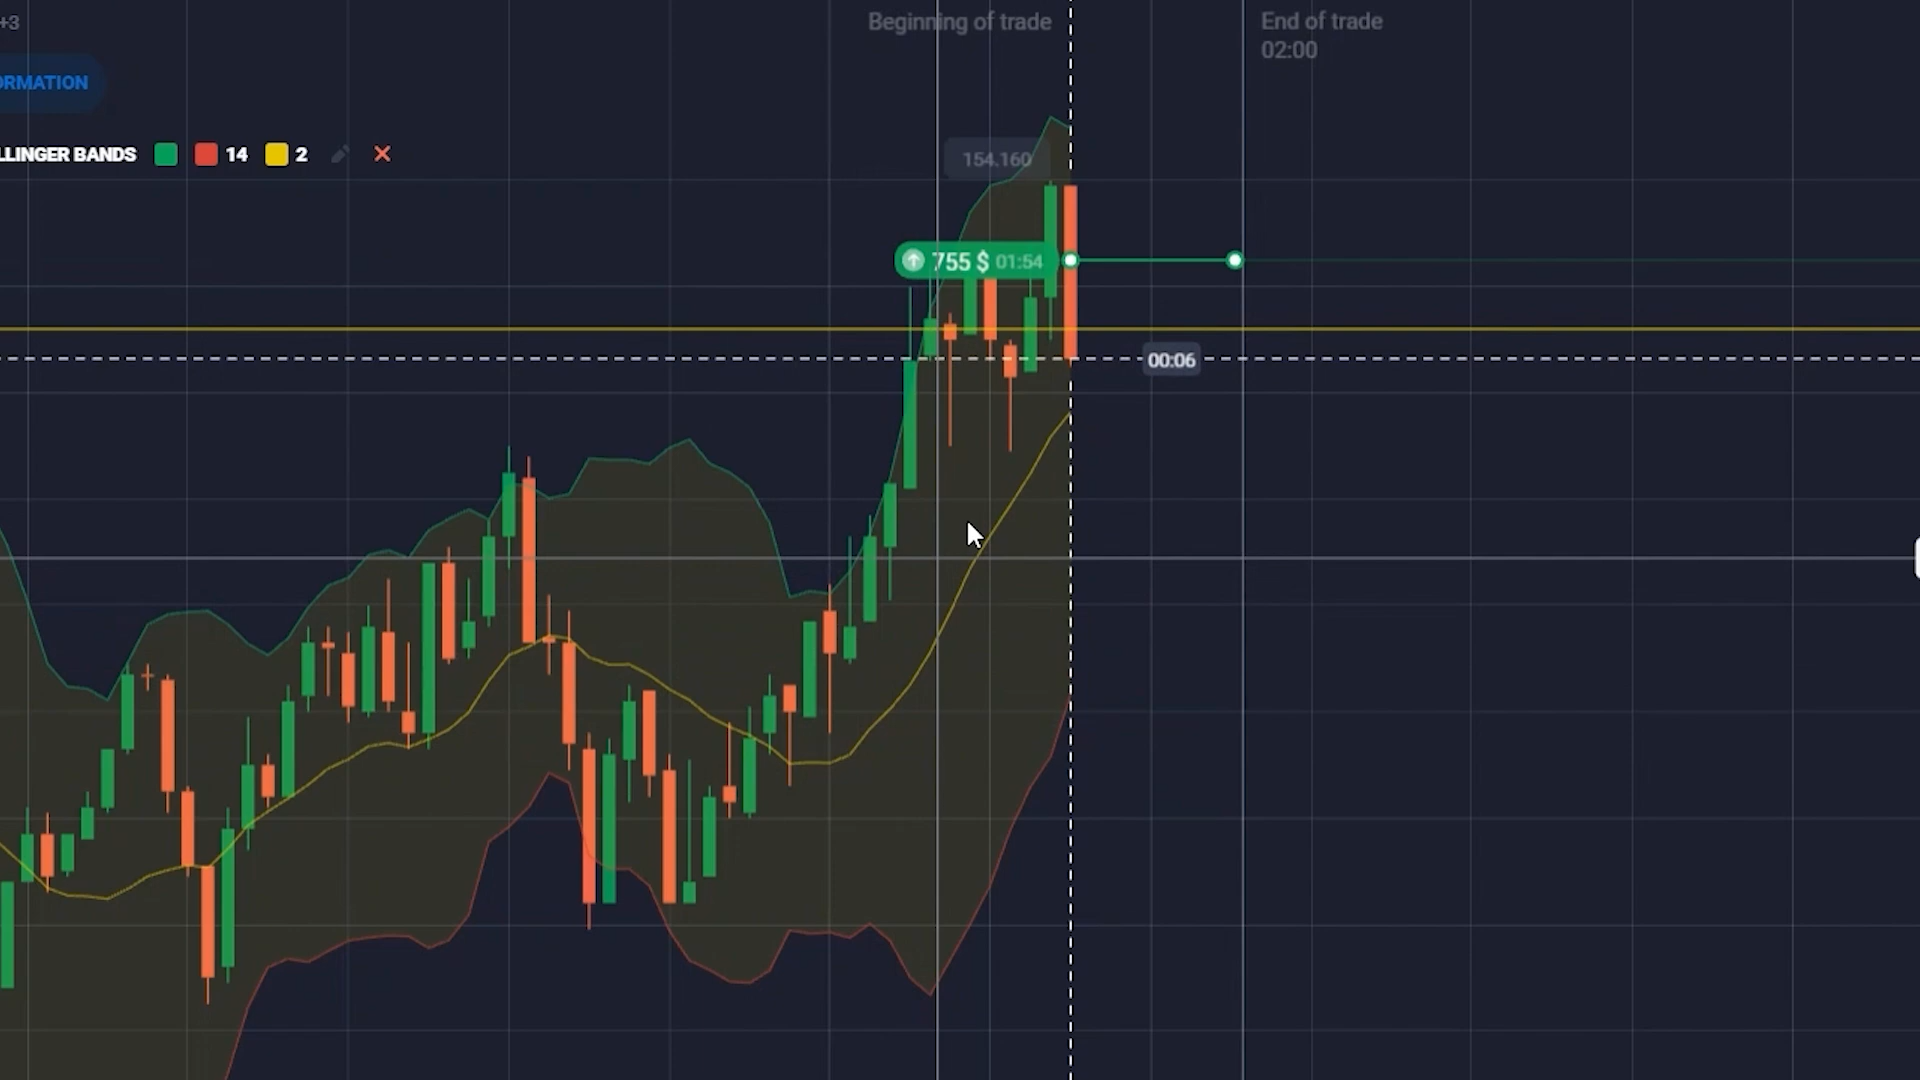 +3
Beginning of trade
End of trade
02:00
ORMATION
LLINGER BANDS 14 2
154.160
755 $ 01:54
00:06